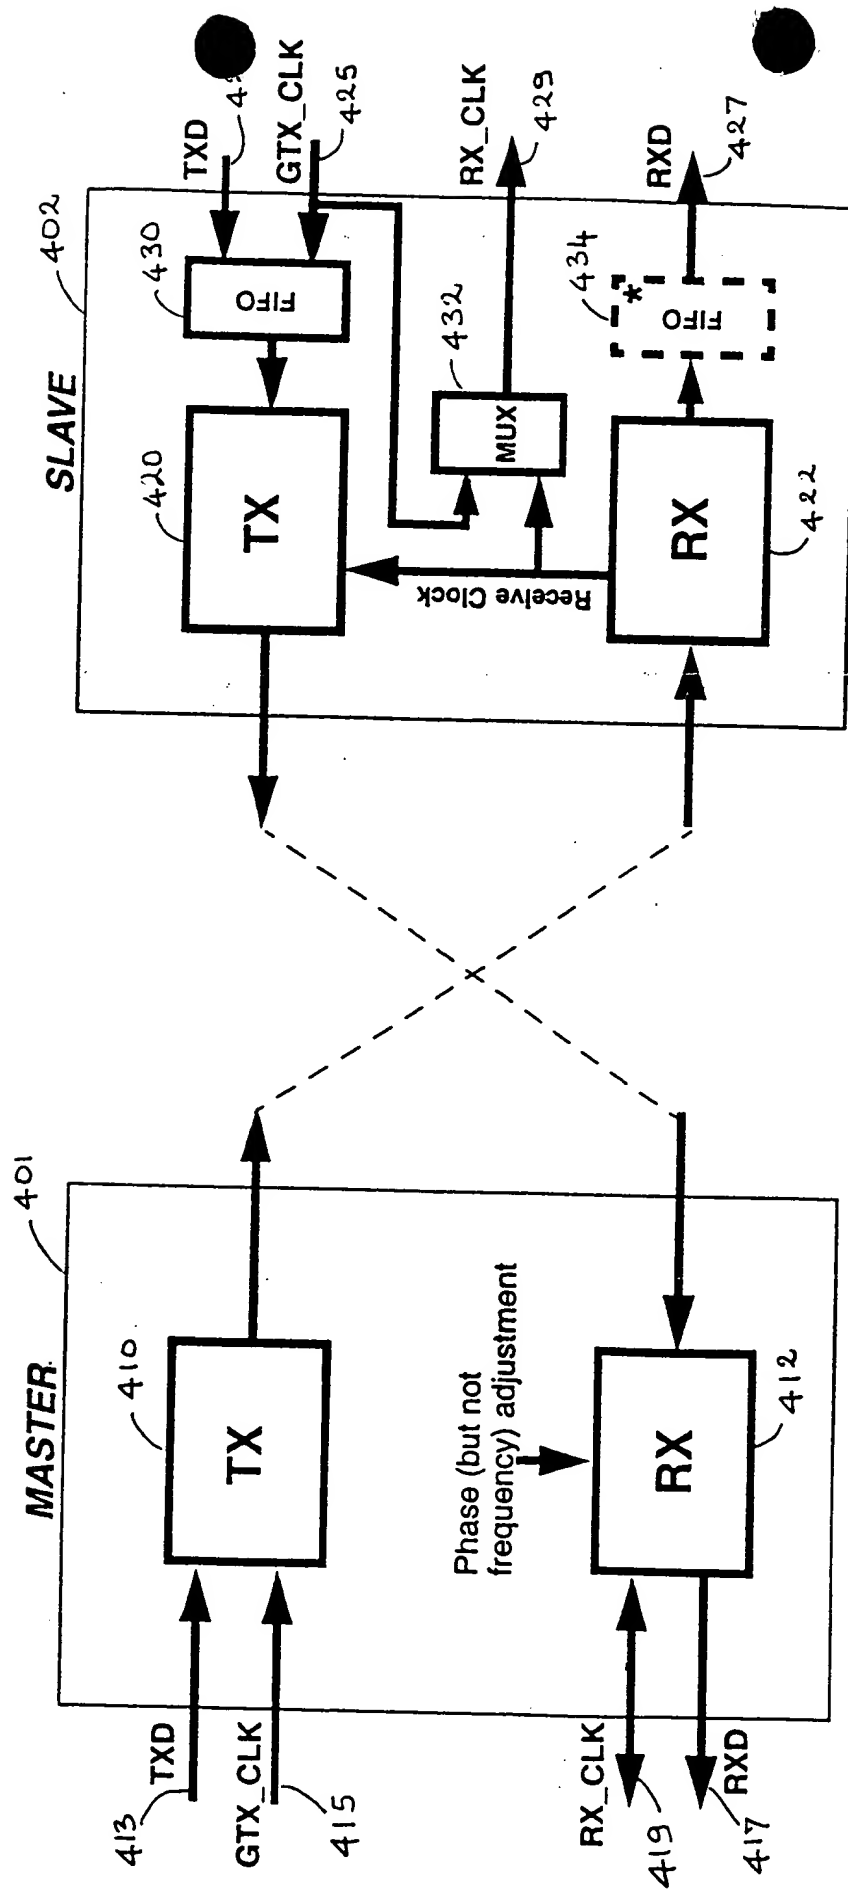 MASTER
401
TXD
413
GTX_CLK
415
TX
410
Phase (but not
frequency) adjustment
RX_CLK
419
RXD
417
RX
412
SLAVE
402
TX
420
FIFO
430
TXD
GTX_CLK
425
MUX
432
RX_CLK
429
Receive Clock
RX
422
FIFO
*
434
RXD
427